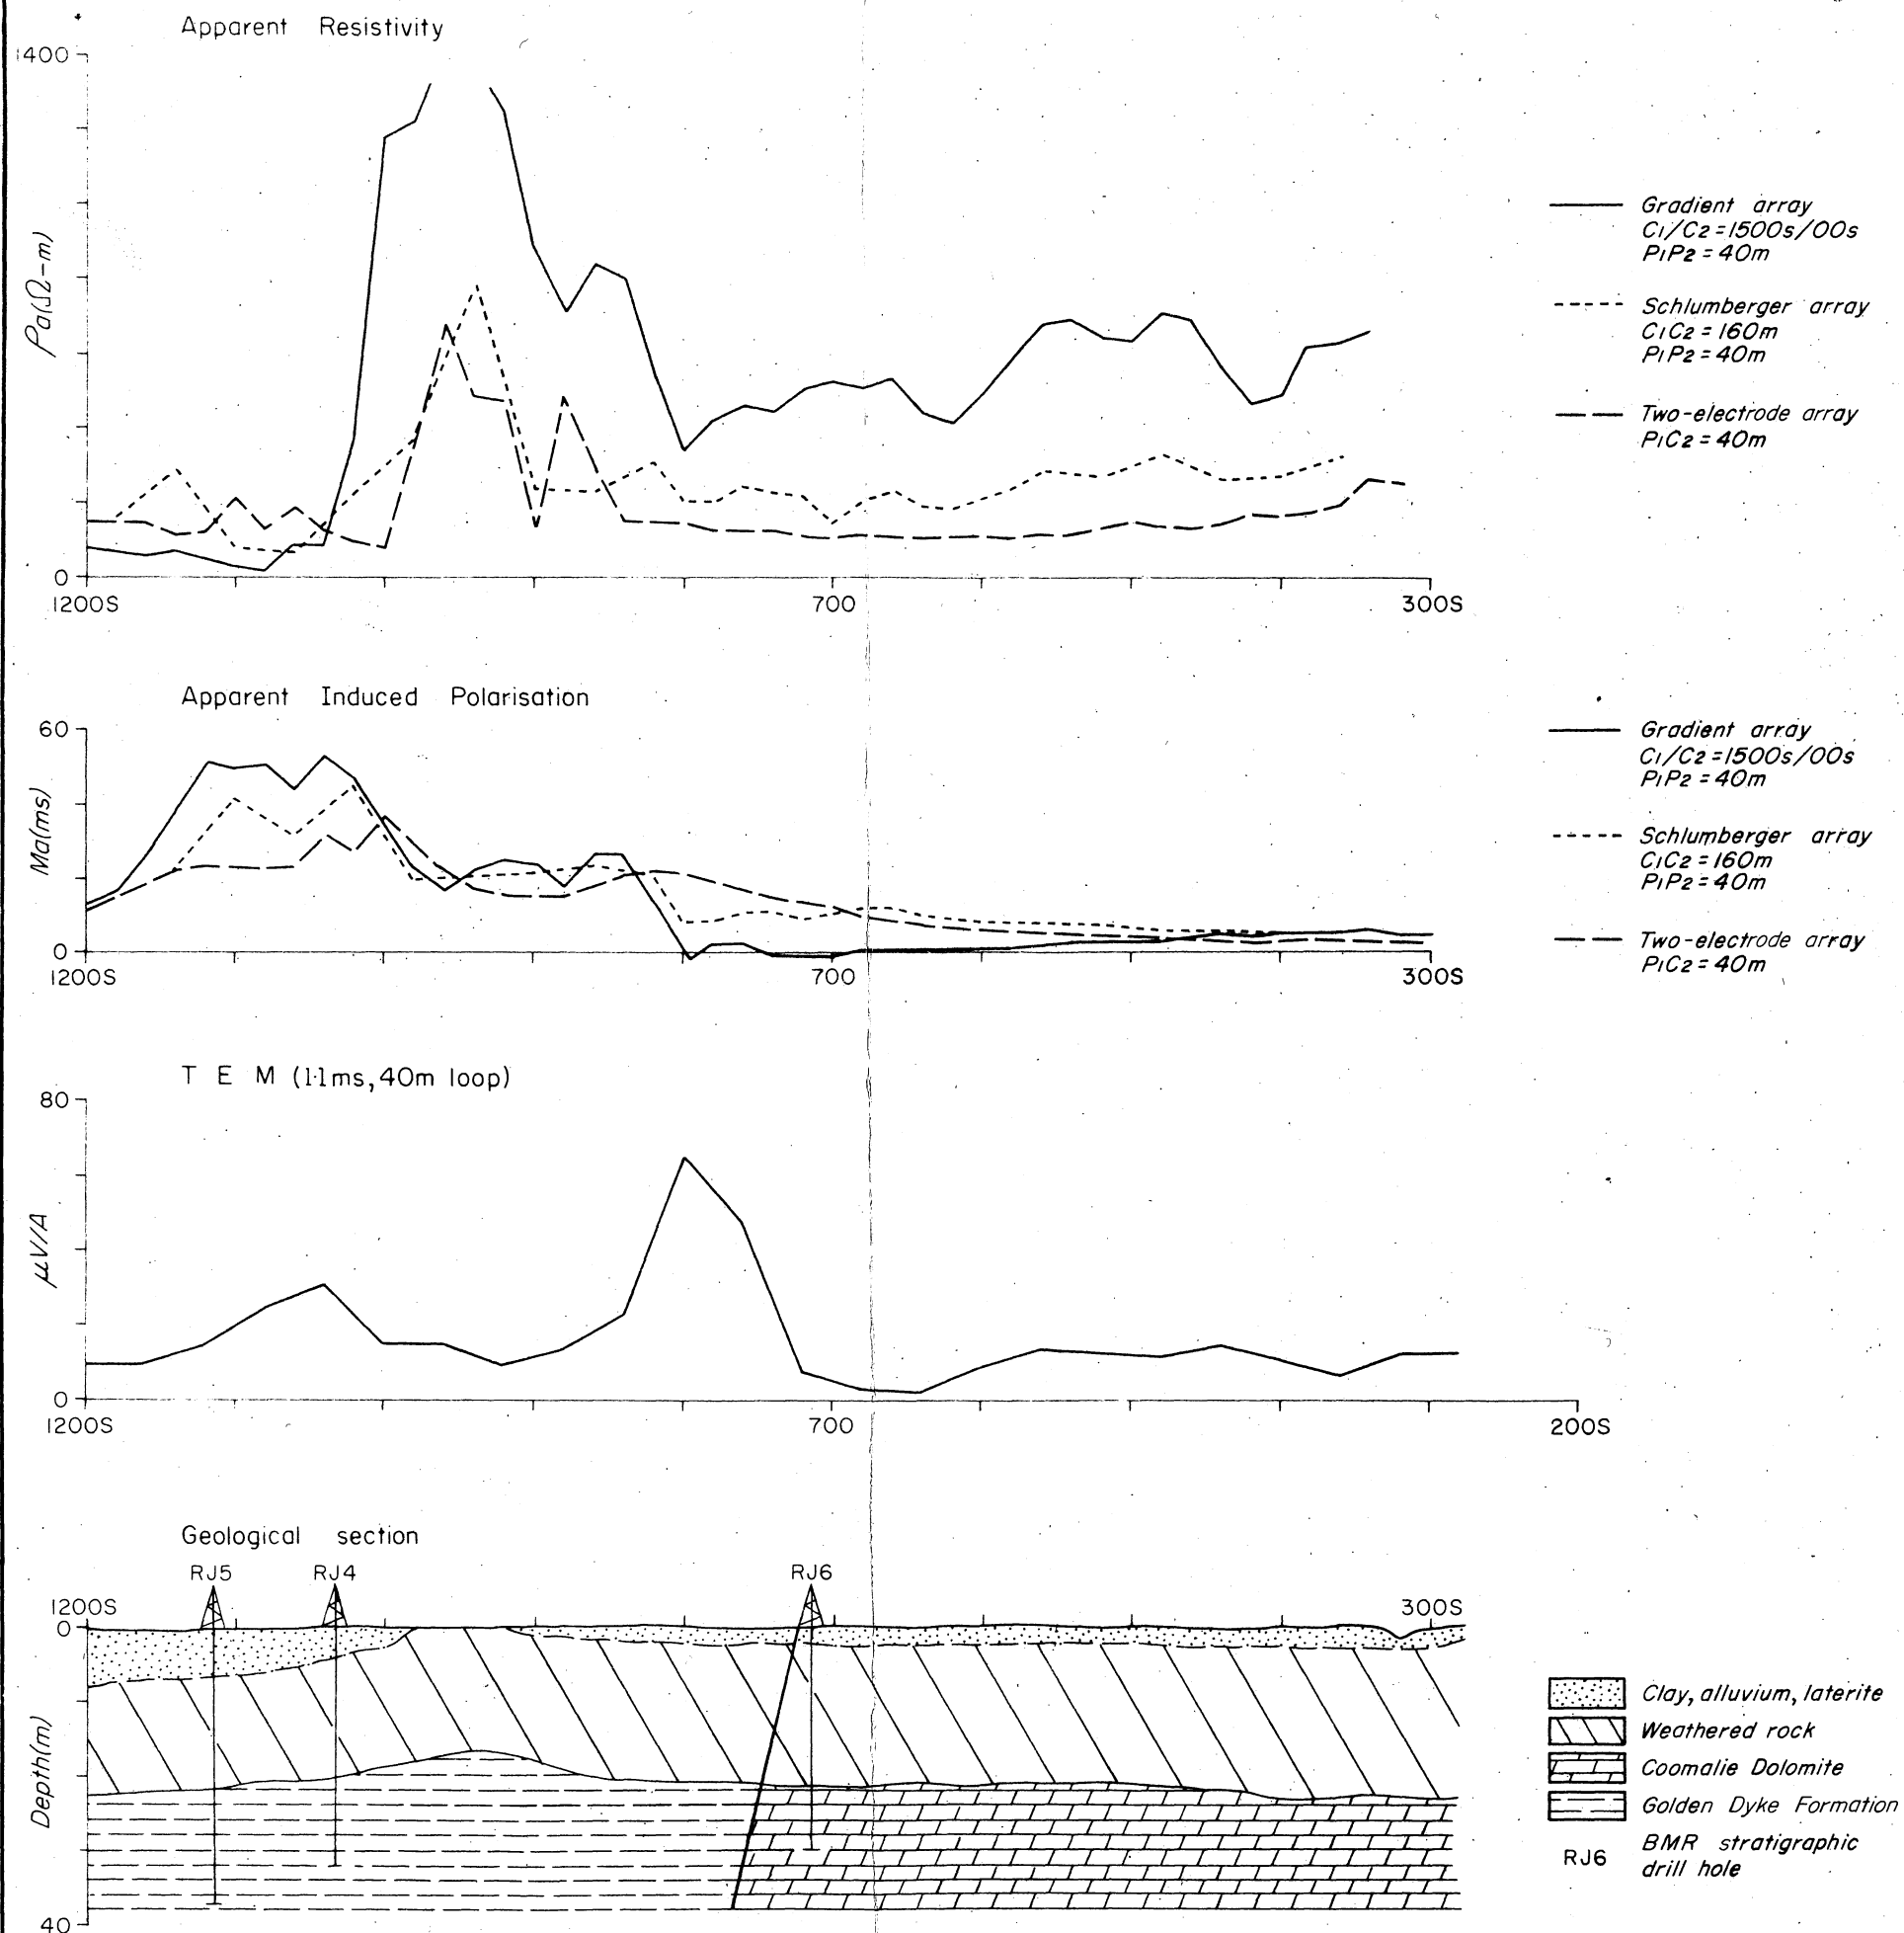 Apparent Resistivity
1400
Pa(Ω-m)
0
1200S
700
300S
Gradient array
C1/C2=1500s/00s
P1P2=40m
Schlumberger array
C1C2=160m
P1P2=40m
Two-electrode array
P1C2=40m
Apparent Induced Polarisation
60
Ma(ms)
0
1200S
700
300S
Gradient array
C1/C2=1500s/00s
P1P2=40m
Schlumberger array
C1C2=160m
P1P2=40m
Two-electrode array
P1C2=40m
T E M (1·1ms,40m loop)
80
μV/A
0
1200S
700
200S
Geological section
RJ5
RJ4
RJ6
1200S
300S
0
Depth(m)
40
Clay, alluvium, laterite
Weathered rock
Coomalie Dolomite
Golden Dyke Formation
RJ6
BMR stratigraphic
drill hole